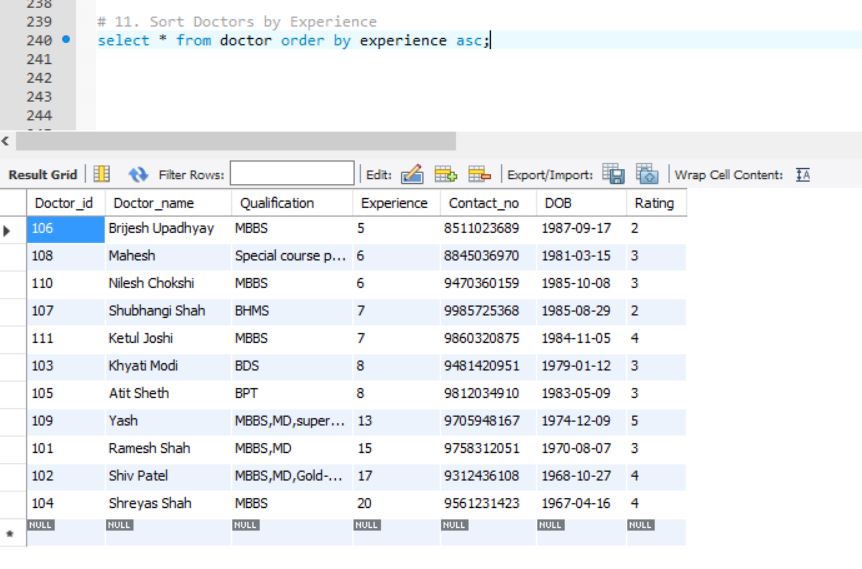 238
239 # 11. Sort Doctors by Experience
240 select * from doctor order by experience asc;
241
242
243
244
Result Grid Filter Rows: Edit: Export/Import: Wrap Cell Content:
Doctor_id Doctor_name Qualification Experience Contact_no DOB Rating
106 Brijesh Upadhyay MBBS 5 8511023689 1987-09-17 2
108 Mahesh Special course p... 6 8845036970 1981-03-15 3
110 Nilesh Chokshi MBBS 6 9470360159 1985-10-08 3
107 Shubhangi Shah BHMS 7 9985725368 1985-08-29 2
111 Ketul Joshi MBBS 7 9860320875 1984-11-05 4
103 Khyati Modi BDS 8 9481420951 1979-01-12 3
105 Atit Sheth BPT 8 9812034910 1983-05-09 3
109 Yash MBBS,MD,super... 13 9705948167 1974-12-09 5
101 Ramesh Shah MBBS,MD 15 9758312051 1970-08-07 3
102 Shiv Patel MBBS,MD,Gold-... 17 9312436108 1968-10-27 4
104 Shreyas Shah MBBS 20 9561231423 1967-04-16 4
NULL NULL NULL NULL NULL NULL NULL